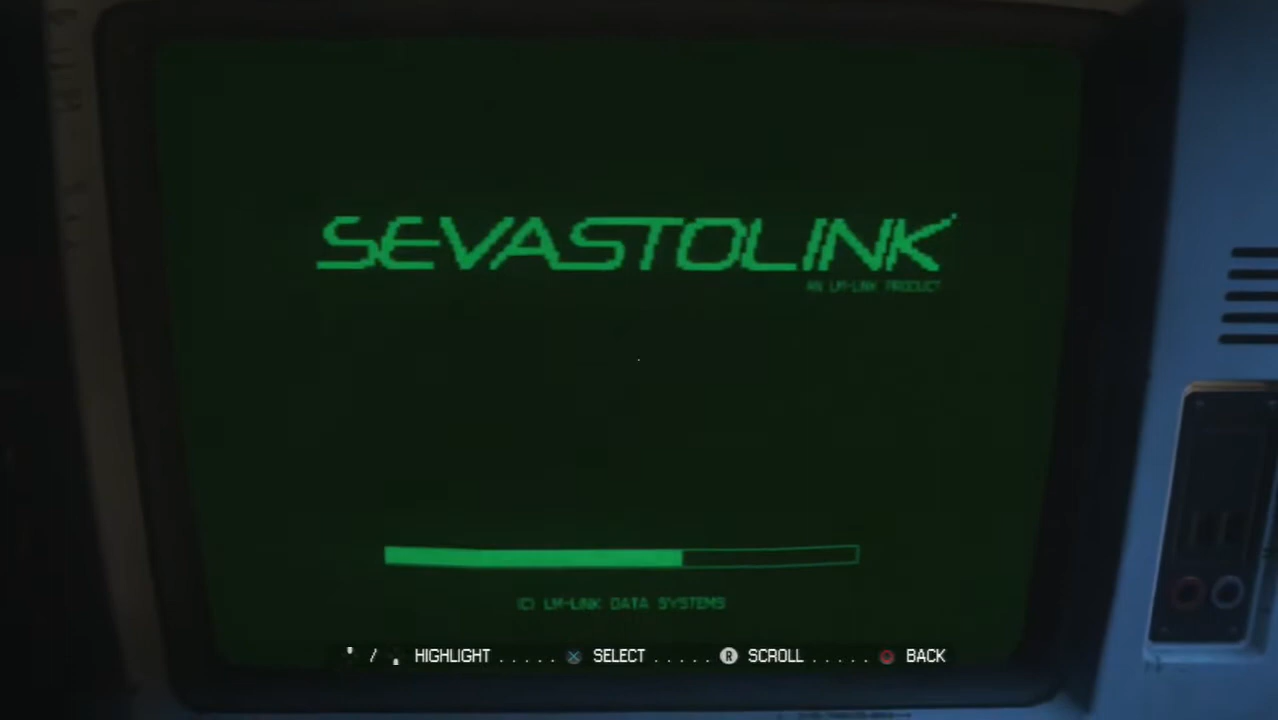 SEVASTOLINK
AN LM-LINK PRODUCT
(C) LM-LINK DATA SYSTEMS
/ HIGHLIGHT ..... SELECT ..... R SCROLL ..... BACK